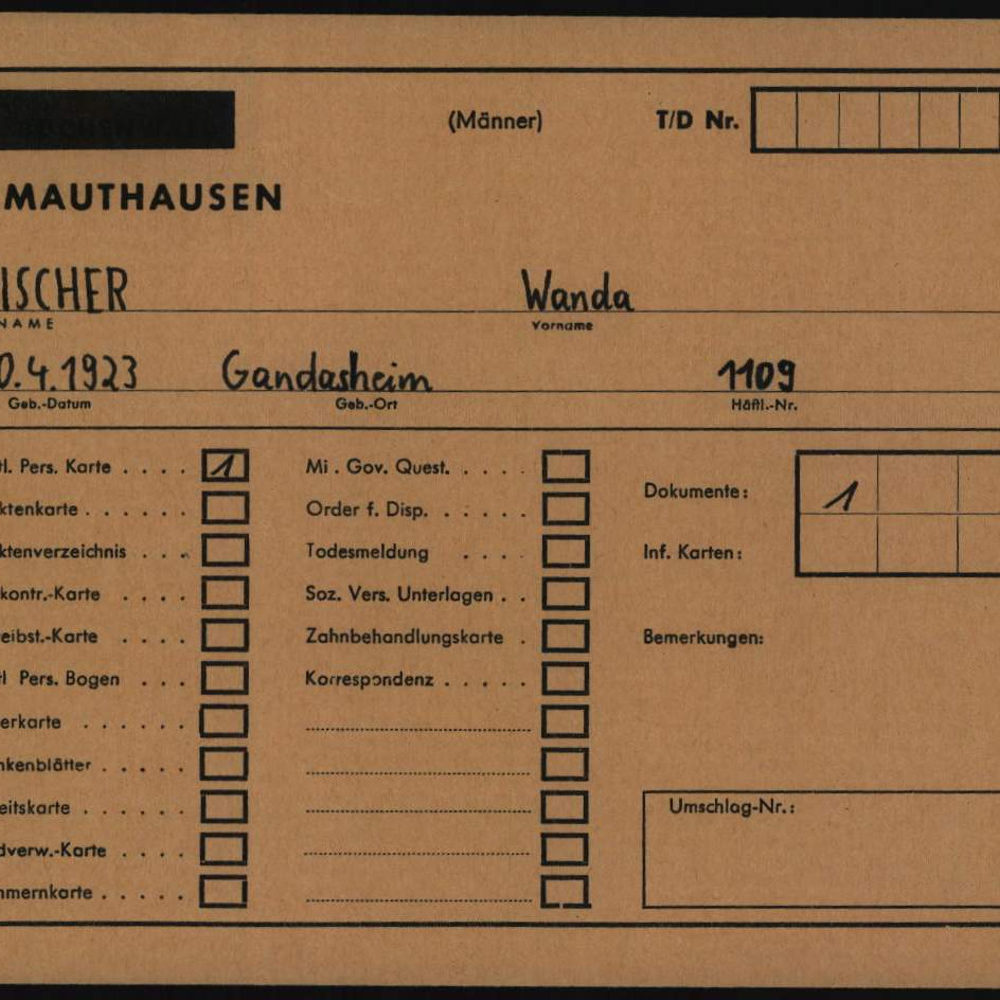 (Männer) T/D Nr.
MAUTHAUSEN
ISCHER Wanda
NAME Vorname
0.4.1923 Gandasheim 1109
Geb.-Datum Geb.-Ort Häftl.-Nr.
tl. Pers. Karte . . . . 1 Mi . Gov. Quest. . . . . Dokumente: 1
ktenkarte . . . . . . Order f. Disp. . . . . . .
ktenverzeichnis . . . Todesmeldung . . . . Inf. Karten:
kontr.-Karte . . . . Soz. Vers. Unterlagen . .
eibst.-Karte . . . . Zahnbehandlungskarte . Bemerkungen:
l Pers. Bogen . . . Korrespondenz . . . . .
erkarte . . . . . .
nkenblätter . . . . .
eitskarte . . . . . . Umschlag-Nr.:
dverw.-Karte . . . .
mmernkarte . . . . .